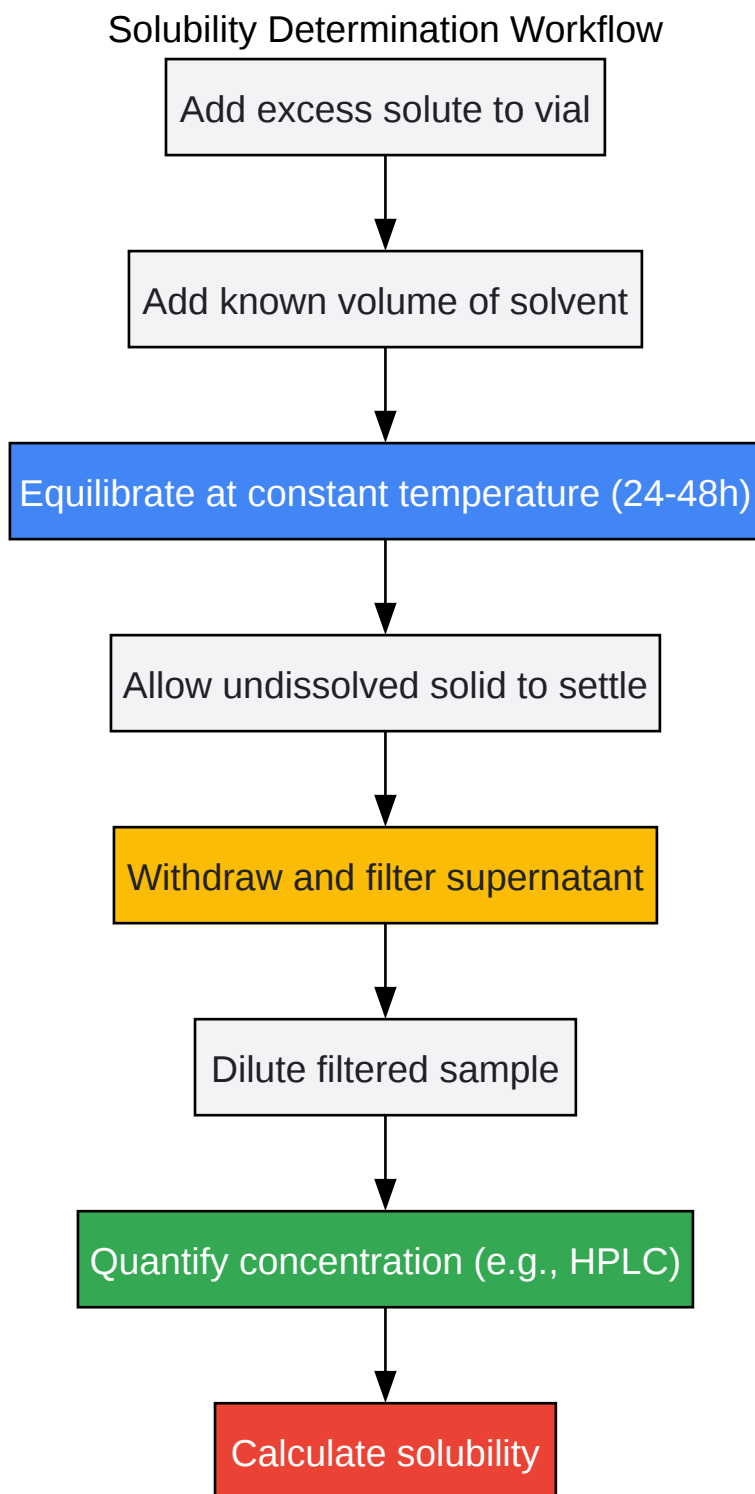 Solubility Determination Workflow
Add excess solute to vial
Add known volume of solvent
Equilibrate at constant temperature (24-48h)
Allow undissolved solid to settle
Withdraw and filter supernatant
Dilute filtered sample
Quantify concentration (e.g., HPLC)
Calculate solubility